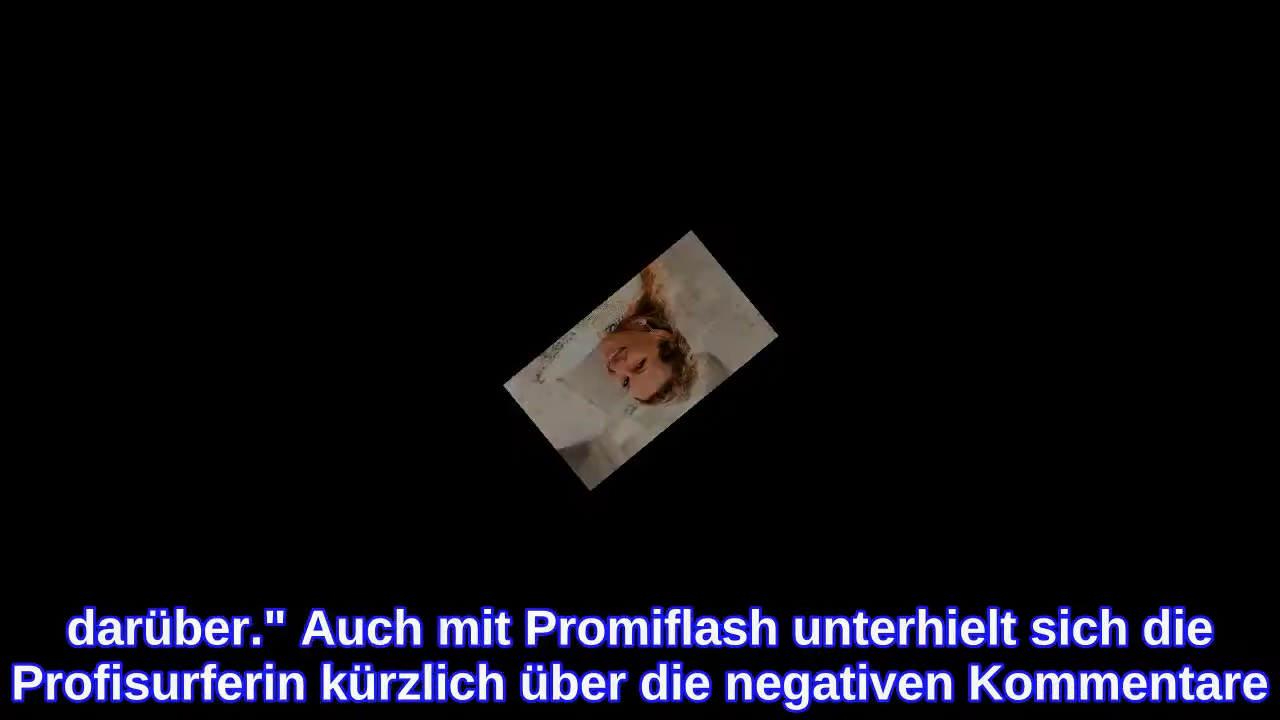 darüber." Auch mit Promiflash unterhielt sich die
Profisurferin kürzlich über die negativen Kommentare